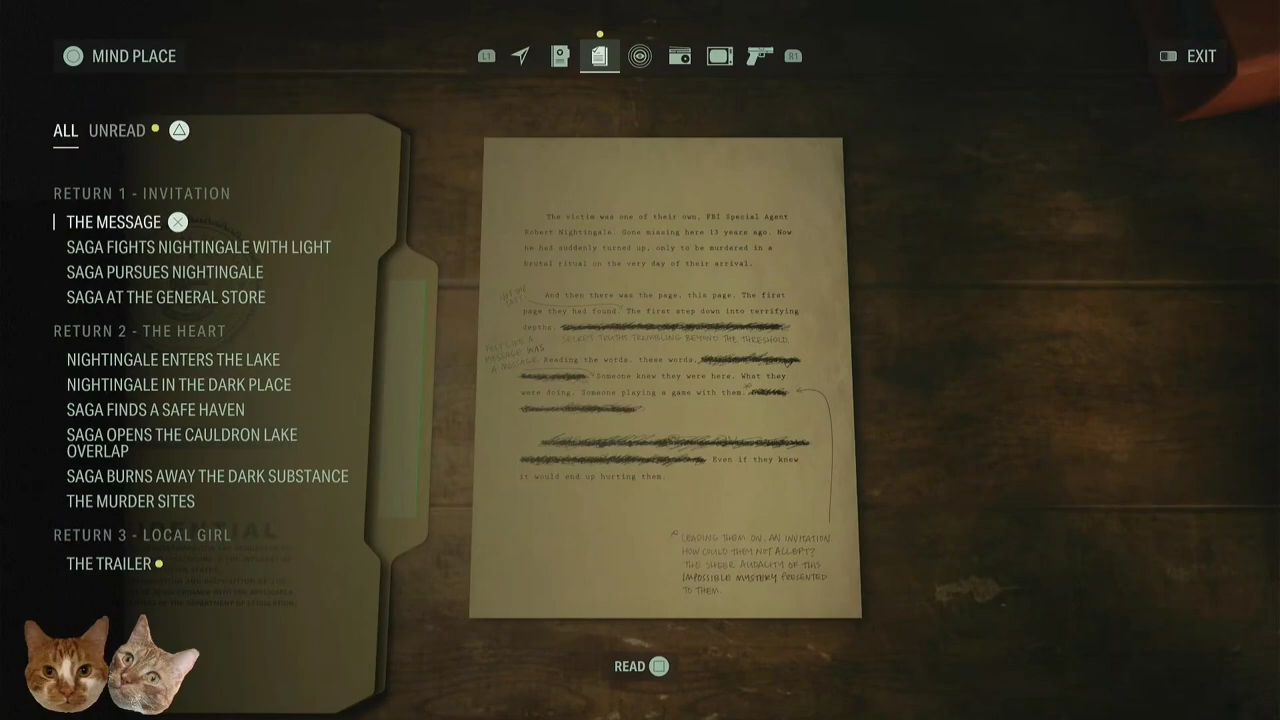 MIND PLACE
L1
R1
EXIT
ALL UNREAD
RETURN 1 - INVITATION
THE MESSAGE
SAGA FIGHTS NIGHTINGALE WITH LIGHT
SAGA PURSUES NIGHTINGALE
SAGA AT THE GENERAL STORE
RETURN 2 - THE HEART
NIGHTINGALE ENTERS THE LAKE
NIGHTINGALE IN THE DARK PLACE
SAGA FINDS A SAFE HAVEN
SAGA OPENS THE CAULDRON LAKE
OVERLAP
SAGA BURNS AWAY THE DARK SUBSTANCE
THE MURDER SITES
RETURN 3 - LOCAL GIRL
THE TRAILER
The victim was one of their own, FBI Special Agent
Robert Nightingale. Gone missing here 13 years ago. Now
he had suddenly turned up, only to be murdered in a
brutal ritual on the very day of their arrival.
And then there was the page, this page. The first
page they had found. The first step down into terrifying
depths.
SECRET TRUTHS TREMBLING BEYOND THE THRESHOLD.
FELT LIKE A
MESSAGE. WAS
A MESSAGE.
Reading the words, these words,
Someone knew they were here. What they
were doing. Someone playing a game with them.
Even if they knew
it would end up hurting them.
LEADING THEM ON. AN INVITATION.
HOW COULD THEY NOT ACCEPT?
THE SHEER AUDACITY OF THIS
IMPOSSIBLE MYSTERY PRESENTED
TO THEM.
READ